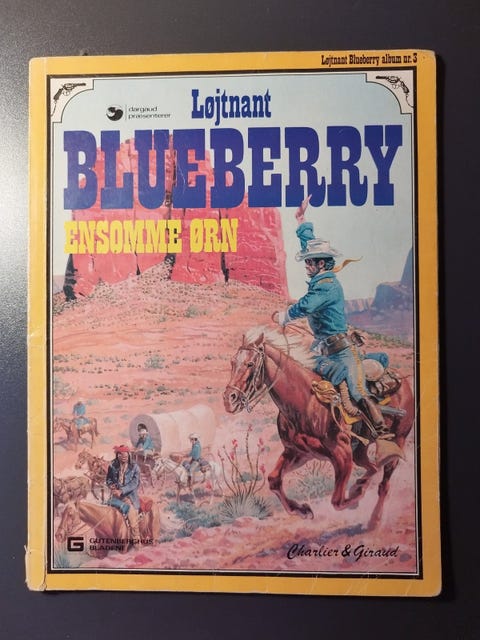 Løjtnant Blueberry album nr. 3
dargaud
præsenterer
Løjtnant
BLUEBERRY
ENSOMME ØRN
G GUTENBERGHUS
BLADENE
Charlier & Giraud